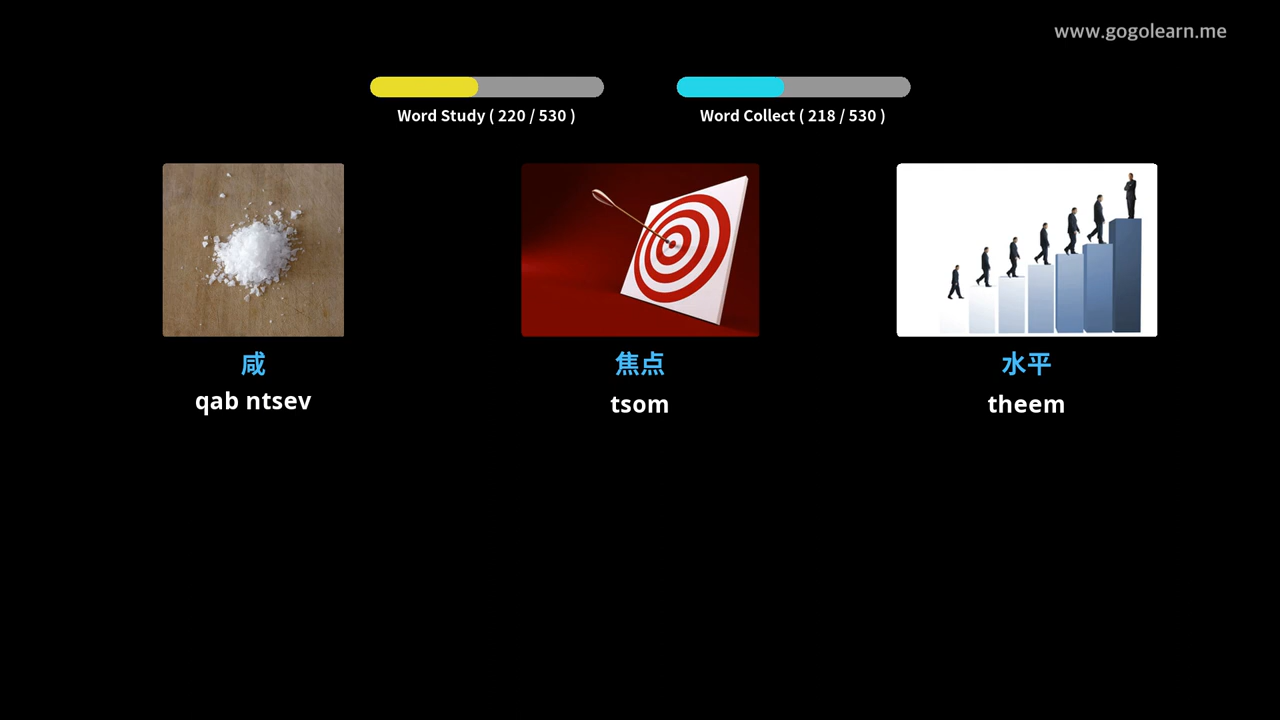 www.gogolearn.me
Word Study ( 220 / 530 )
Word Collect ( 218 / 530 )
咸
qab ntsev
焦点
tsom
水平
theem